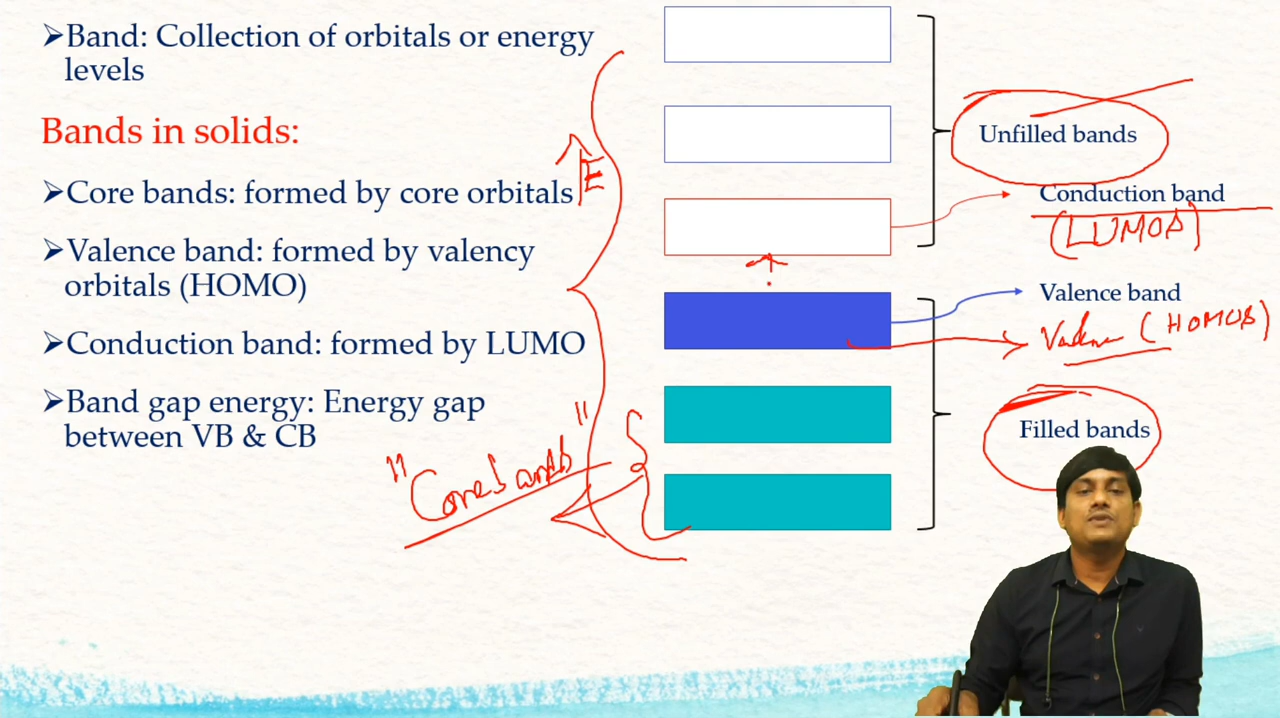 ➢Band: Collection of orbitals or energy
levels
Bands in solids:
➢Core bands: formed by core orbitals
➢Valence band: formed by valency
orbitals (HOMO)
➢Conduction band: formed by LUMO
➢Band gap energy: Energy gap
between VB & CB
E
"Core bands"
Unfilled bands
Conduction band
(LUMOs)
Valence band
(HOMOs)
Filled bands